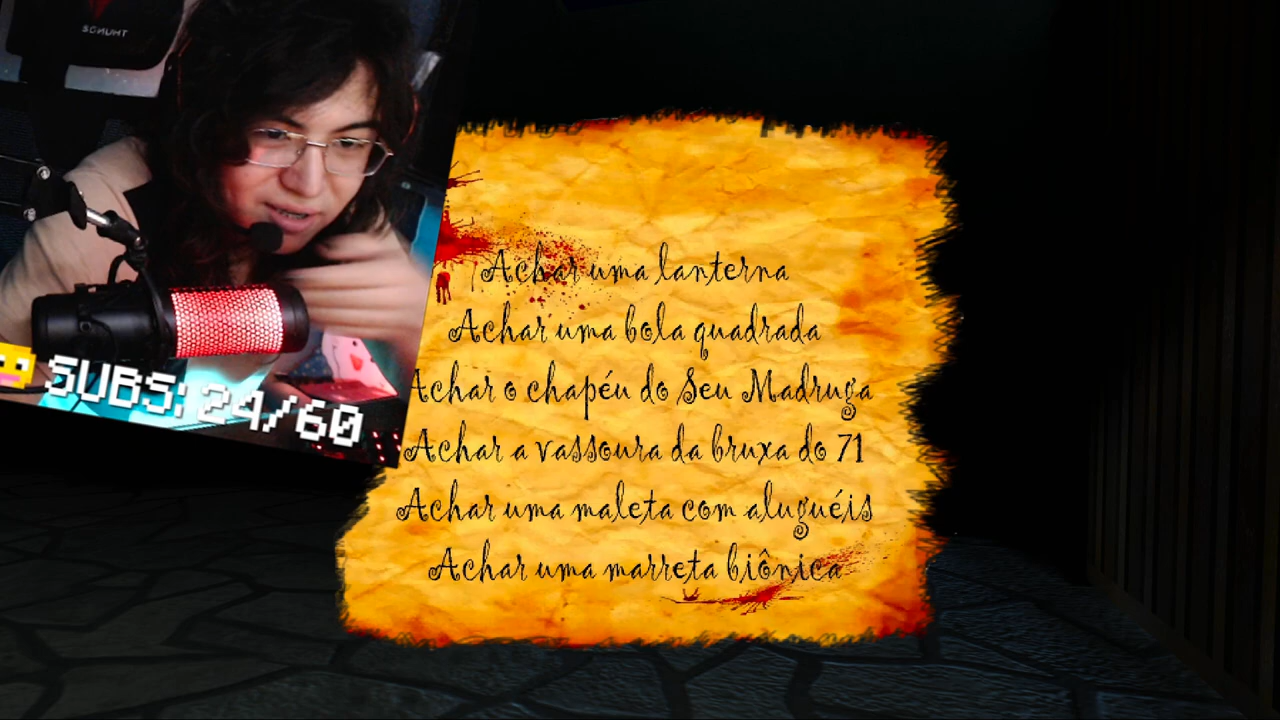 SUBS: 24/60
Achar uma lanterna
Achar uma bola quadrada
Achar o chapéu do Seu Madruga
Achar a vassoura da bruxa do 71
Achar uma maleta com aluguéis
Achar uma marreta biônica